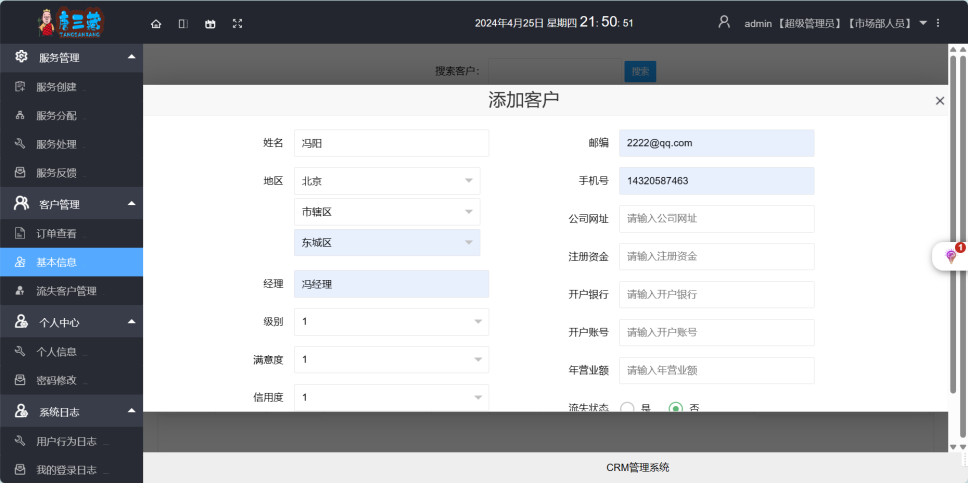 唐三藏
TANGSANZANG
2024年4月25日 星期四 21: 50: 51
admin 【超级管理员】【市场部人员】
服务管理
服务创建
服务分配
服务处理
服务反馈
客户管理
订单查看
基本信息
流失客户管理
个人中心
个人信息
密码修改
系统日志
用户行为日志
我的登录日志
搜索客户:
搜索
添加客户
姓名 冯阳
地区 北京
市辖区
东城区
经理 冯经理
级别 1
满意度 1
信用度 1
邮编 2222@qq.com
手机号 14320587463
公司网址 请输入公司网址
注册资金 请输入注册资金
开户银行 请输入开户银行
开户账号 请输入开户账号
年营业额 请输入年营业额
流失状态 是 否
1
CRM管理系统